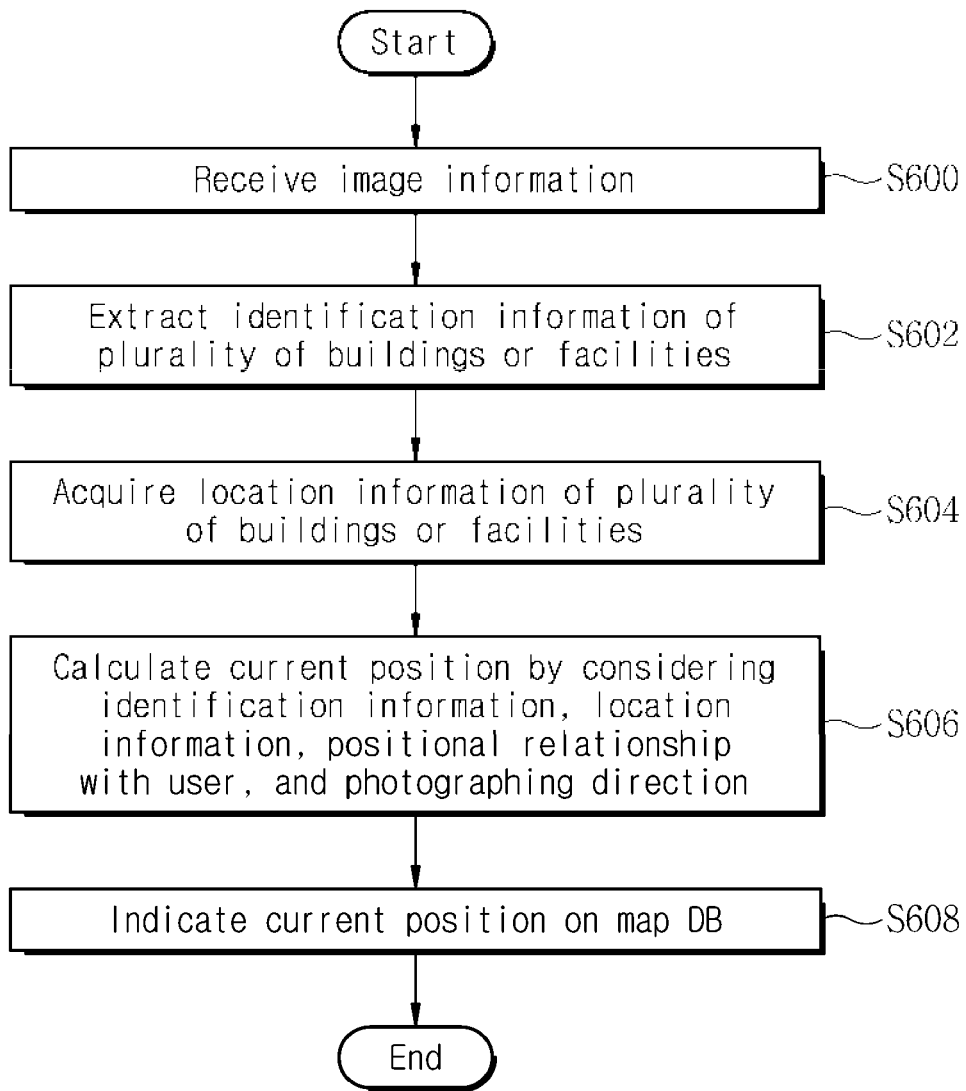 Start
Receive image information
S600
Extract identification information of
plurality of buildings or facilities
S602
Acquire location information of plurality
of buildings or facilities
S604
Calculate current position by considering
identification information, location
information, positional relationship
with user, and photographing direction
S606
Indicate current position on map DB
S608
End